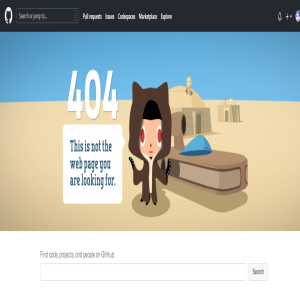 Search or jump to...
Pull requests Issues Codespaces Marketplace Explore
404
This is not the
web page you
are looking for.
Find code, projects, and people on GitHub:
Search